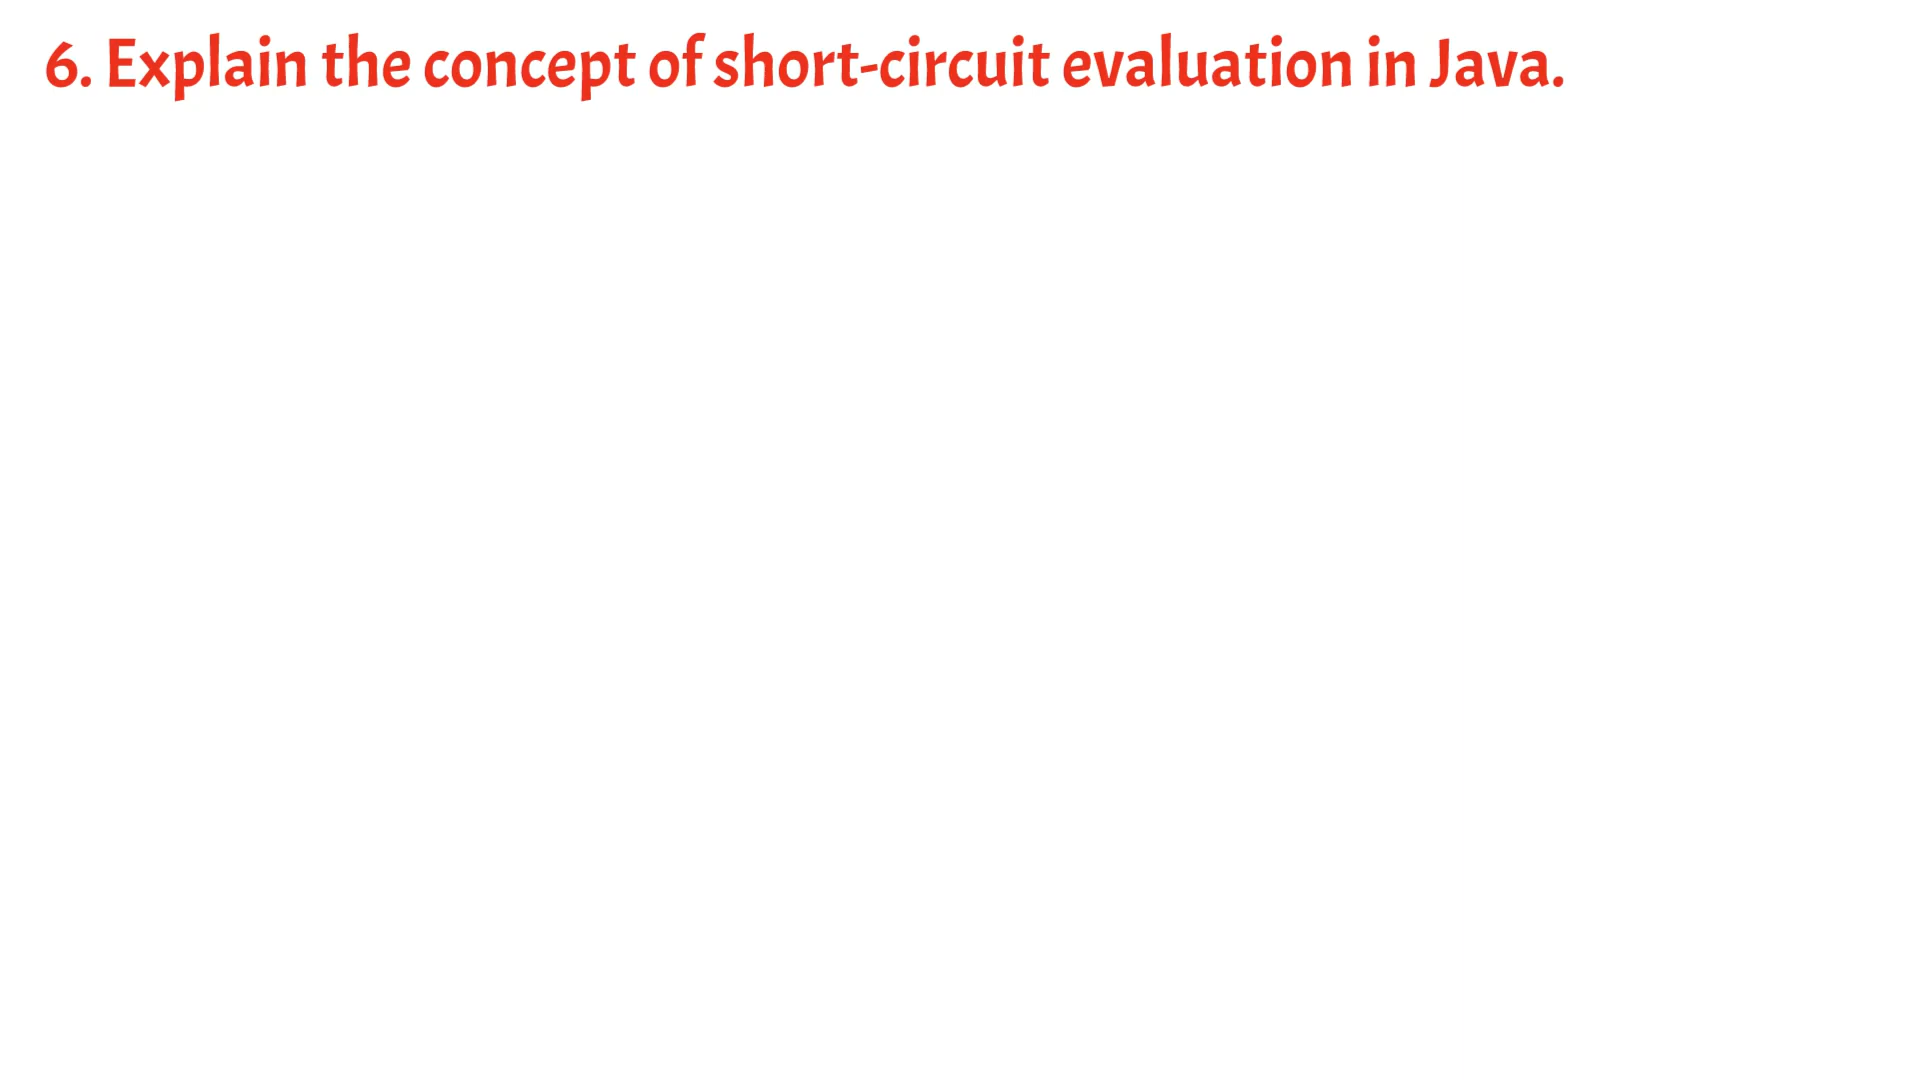 6. Explain the concept of short-circuit evaluation in Java.